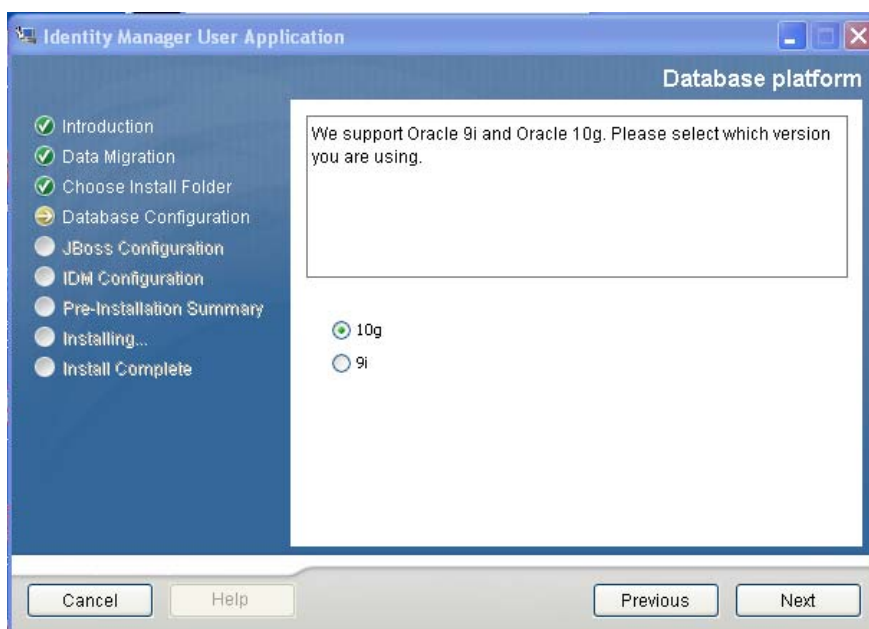 Identity Manager User Application
Database platform
Introduction
Data Migration
Choose Install Folder
Database Configuration
JBoss Configuration
IDM Configuration
Pre-Installation Summary
Installing...
Install Complete
We support Oracle 9i and Oracle 10g. Please select which version
you are using.
10g
9i
Cancel
Help
Previous
Next